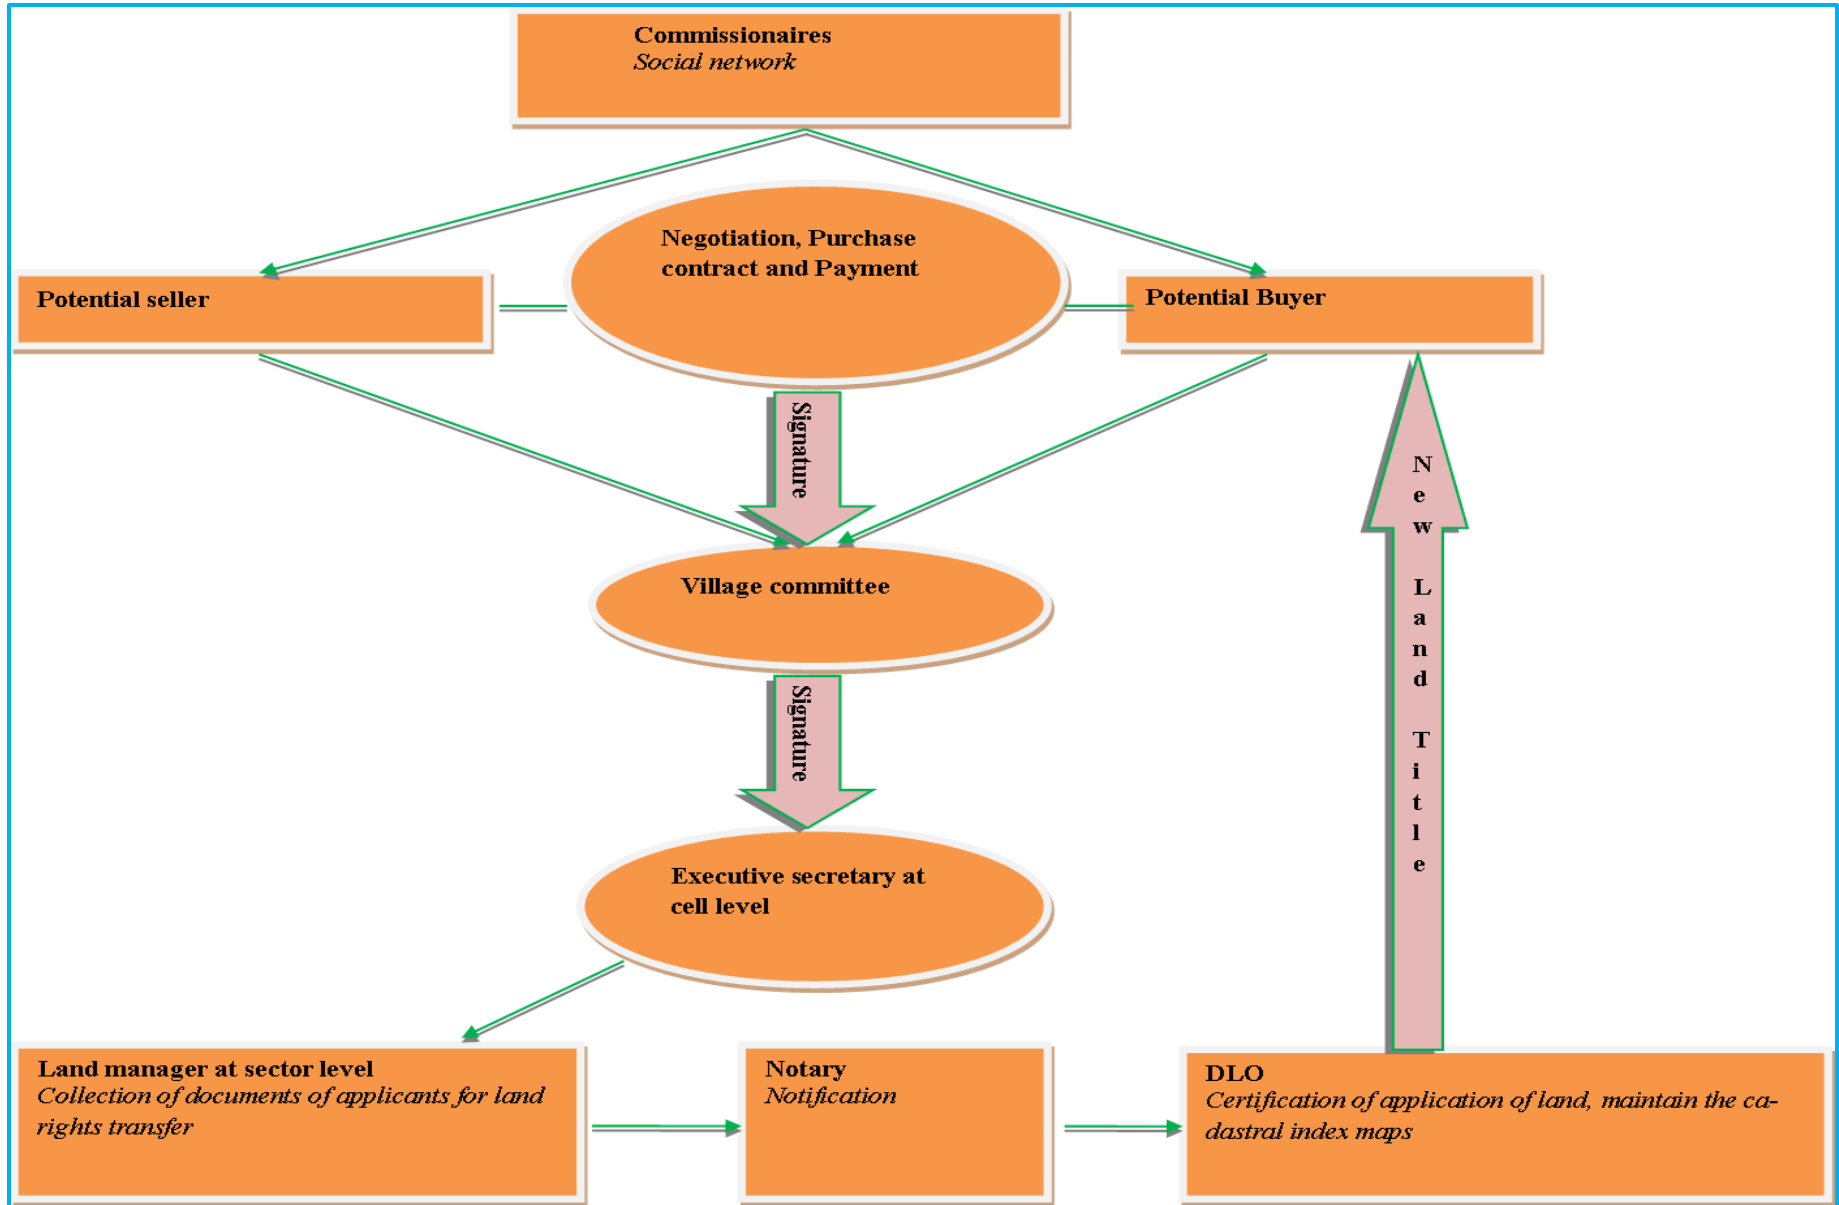 Commissionaires
Social network
Negotiation, Purchase
contract and Payment
Potential seller
Potential Buyer
Signature
Village committee
Signature
Executive secretary at
cell level
New Land Title
Land manager at sector level
Collection of documents of applicants for land
rights transfer
Notary
Notification
DLO
Certification of application of land, maintain the ca-
dastral index maps